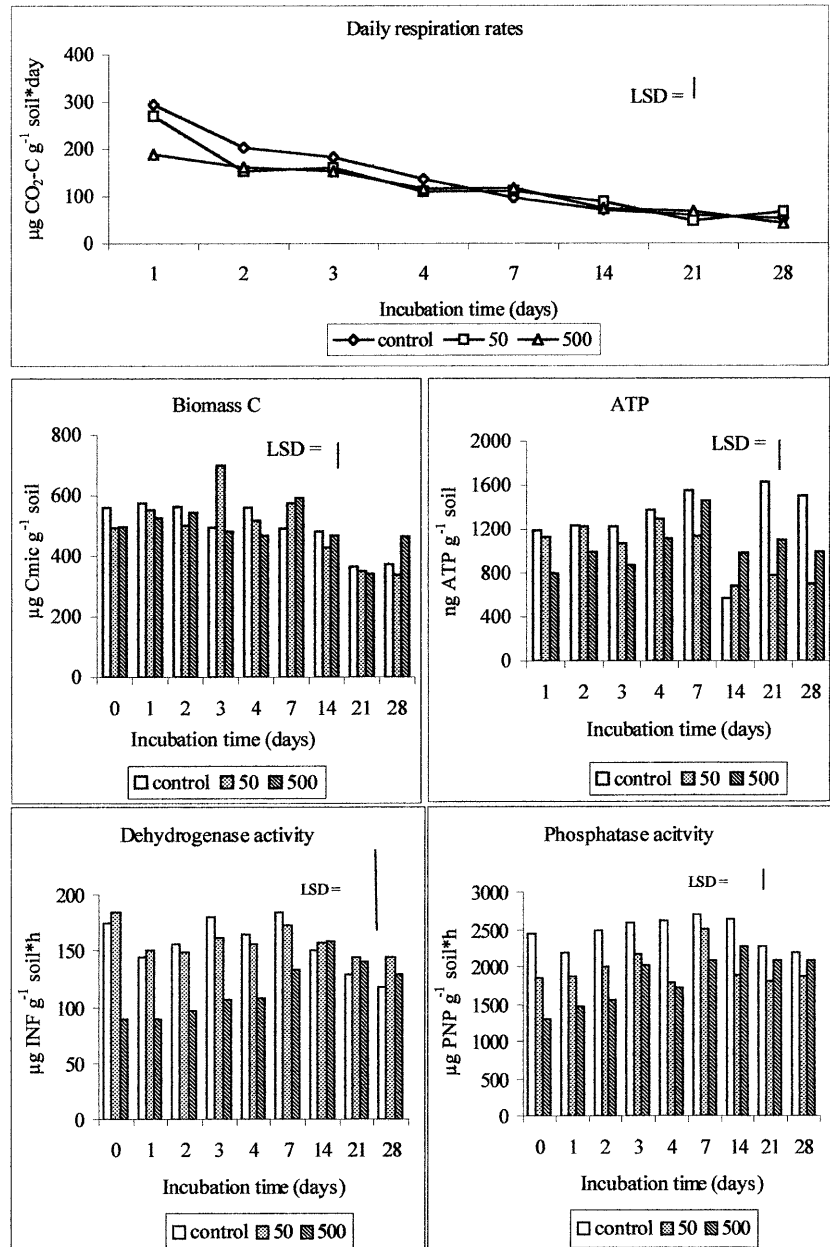 Daily respiration rates
400
300
200
100
0
µg CO₂-C g⁻¹ soil*day
LSD =
1 2 3 4 7 14 21 28
Incubation time (days)
control 50 500
Biomass C
800
600
400
200
0
µg Cmic g⁻¹ soil
LSD =
0 1 2 3 4 7 14 21 28
Incubation time (days)
control 50 500
ATP
2000
1600
1200
800
400
0
ng ATP g⁻¹ soil
LSD =
1 2 3 4 7 14 21 28
Incubation time (days)
control 50 500
Dehydrogenase activity
200
150
100
50
0
µg INF g⁻¹ soil*h
LSD =
0 1 2 3 4 7 14 21 28
Incubation time (days)
control 50 500
Phosphatase acitvity
3000
2500
2000
1500
1000
500
0
µg PNP g⁻¹ soil*h
LSD =
0 1 2 3 4 7 14 21 28
Incubation time (days)
control 50 500